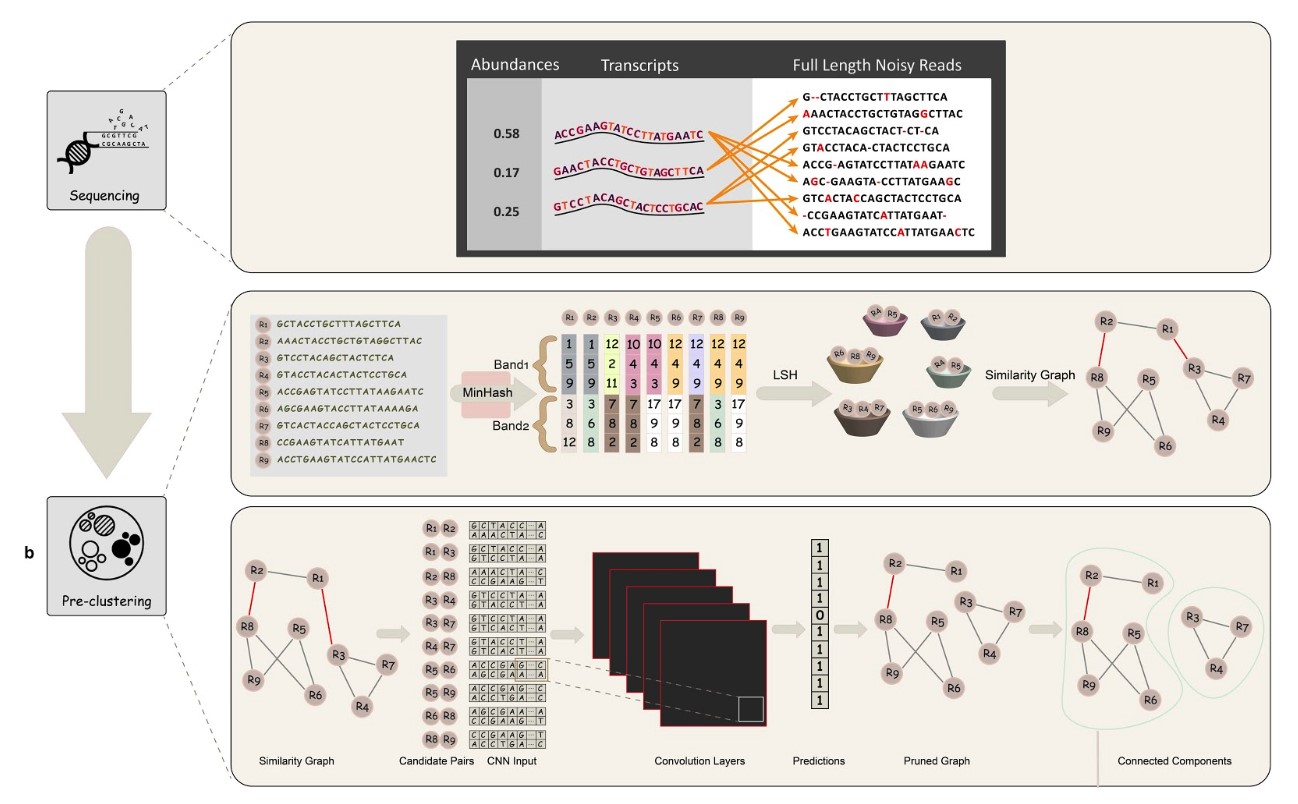 Abundances Transcripts Full Length Noisy Reads
0.58
0.17
0.25
ACCGAAGTATCCTTATGAATC
GAACTACCTGCTGTAGCTTCA
GTCCTACAGCTACTCCTGCAC
G--CTACCTGCTTTAGCTTCA
AAACTACCTGCTGTAGGCTTAC
GTCCTACAGCTACT-CT-CA
GTACCTACA-CTACTCCTGCA
ACCG-AGTATCCTTATAAGAATC
AGC-GAAGTA-CCTTATGAAGC
GTCACTACCAGCTACTCCTGCA
-CCGAAGTATCATTATGAAT-
ACCTGAAGTATCCATTATGAACTC
GCGTTCG
CGCAAGCTA
Sequencing
R1 GCTACCTGCTTTAGCTTCA
R2 AAACTACCTGCTGTAGGCTTAC
R3 GTCCTACAGCTACTCTCA
R4 GTACCTACACTACTCCTGCA
R5 ACCGAGTATCCTTATAAGAATC
R6 AGCGAAGTACCTTATAAAAGA
R7 GTCACTACCAGCTACTCCTGCA
R8 CCGAAGTATCATTATGAAT
R9 ACCTGAAGTATCCATTATGAACTC
MinHash
R1 R2 R3 R4 R5 R6 R7 R8 R9
Band1
1 1 12 10 10 12 12 12 12
5 5 2 4 4 4 4 4 4
9 9 11 3 3 9 9 9 9
Band2
3 3 7 7 17 17 7 3 17
8 6 8 8 9 9 8 6 9
12 8 2 2 8 8 2 8 8
LSH
R4 R5
R1 R2
R6 R8 R9
R4 R5
R3 R4 R7
R5 R6 R9
Similarity Graph
R2 R1
R3
R8 R5 R7
R4
R9 R6
b
Pre-clustering
R2 R1
R8 R5
R3 R7
R9 R6 R4
R1 R2
R1 R3
R2 R8
R3 R4
R3 R7
R4 R7
R5 R6
R5 R9
R6 R8
R8 R9
GCTACC···A
AAACTA···C
GCTACC···A
GTCCTA···A
AAACTA···C
CCGAAG···T
GTCCTA···A
GTACCT···A
GTCCTA···A
GTCACT···A
GTACCT···A
GTCACT···A
ACCGAG···C
AGCGAA···A
ACCGAG···C
ACCTGA···C
AGCGAA···A
CCGAAG···T
CCGAAG···T
ACCTGA···C
1
1
1
1
0
1
1
1
1
1
R2 R1
R3 R7
R8 R5
R4
R9 R6
R2 R1
R3 R7
R8 R5
R4
R9 R6
Similarity Graph Candidate Pairs CNN Input Convolution Layers Predictions Pruned Graph Connected Components